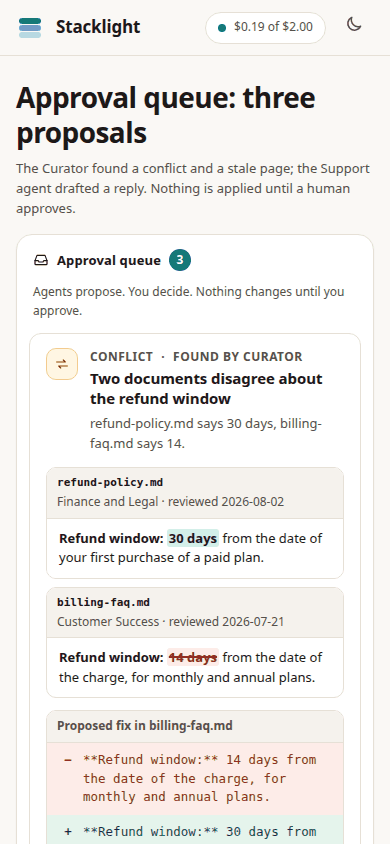 Stacklight
$0.19 of $2.00
Approval queue: three
proposals
The Curator found a conflict and a stale page; the Support
agent drafted a reply. Nothing is applied until a human
approves.
Approval queue 3
Agents propose. You decide. Nothing changes until you
approve.
CONFLICT · FOUND BY CURATOR
Two documents disagree about
the refund window
refund-policy.md says 30 days, billing-
faq.md says 14.
refund-policy.md
Finance and Legal · reviewed 2026-08-02
Refund window: 30 days from the date of
your first purchase of a paid plan.
billing-faq.md
Customer Success · reviewed 2026-07-21
Refund window: 14 days from the date of
the charge, for monthly and annual plans.
Proposed fix in billing-faq.md
− **Refund window:** 14 days from
the date of the charge, for
monthly and annual plans.
+ **Refund window:** 30 days from